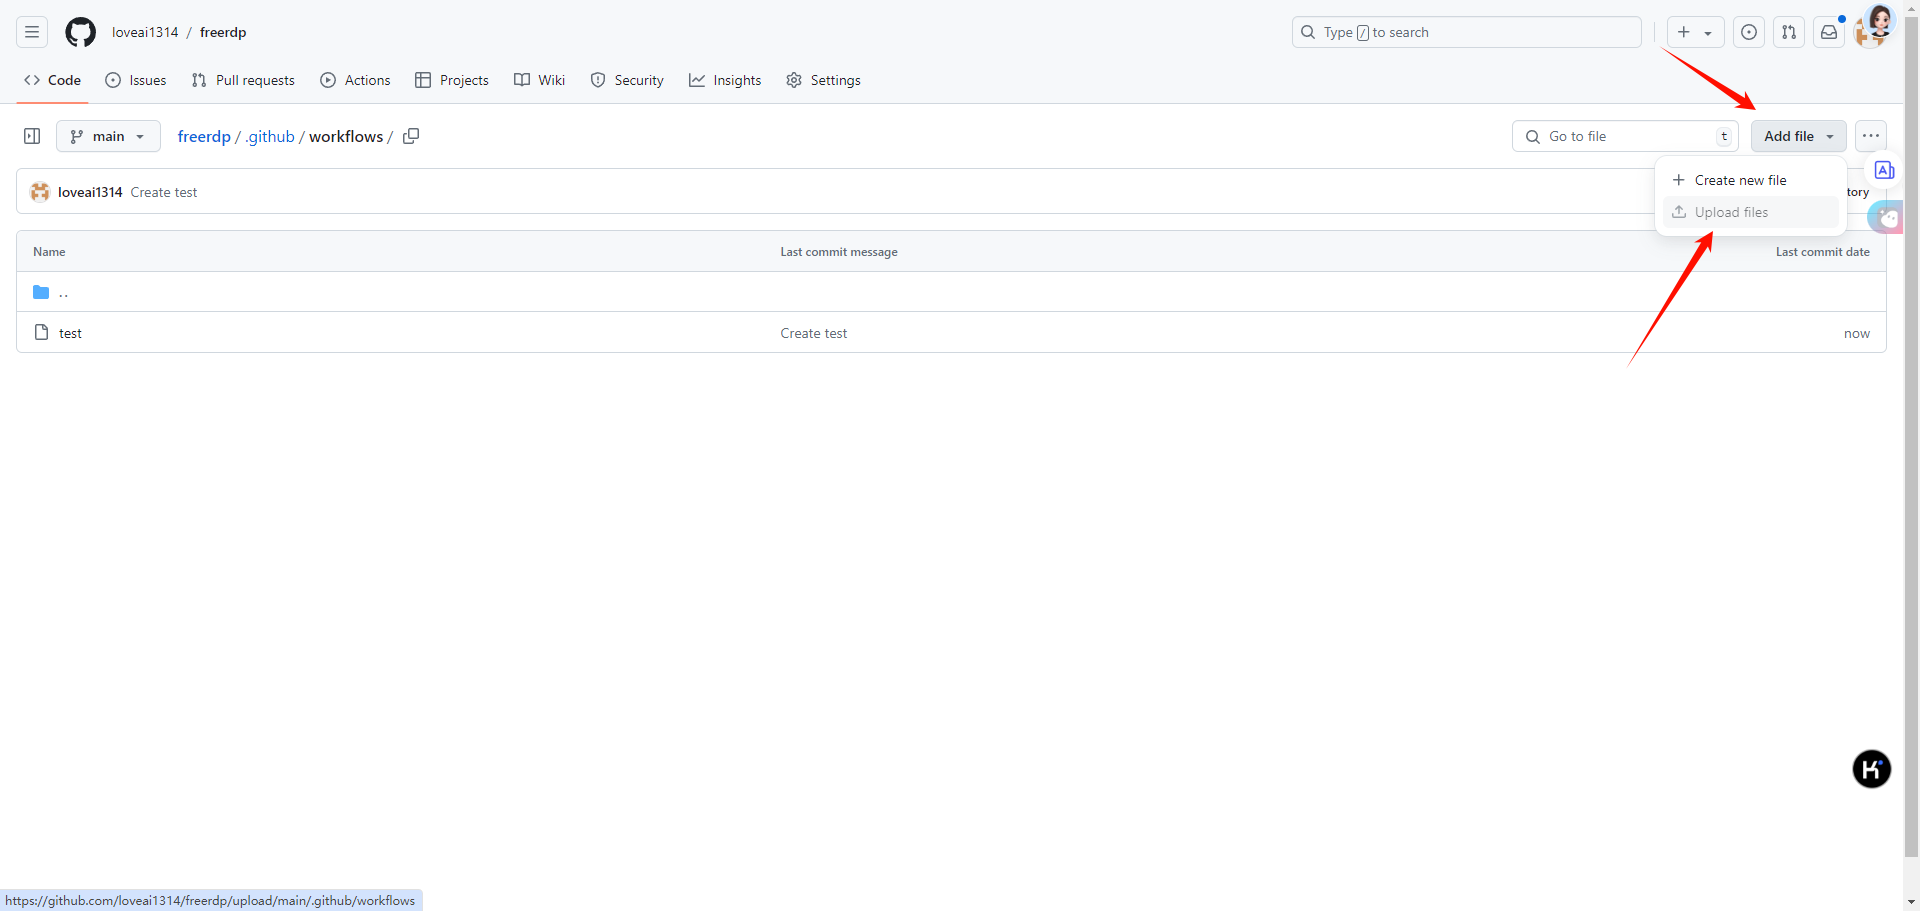 loveai1314 / freerdp
Type / to search
Code Issues Pull requests Actions Projects Wiki Security Insights Settings
main freerdp / .github / workflows / Go to file t Add file
Create new file
loveai1314 Create test tory
Upload files
Name Last commit message Last commit date
..
test Create test now
https://github.com/loveai1314/freerdp/upload/main/.github/workflows